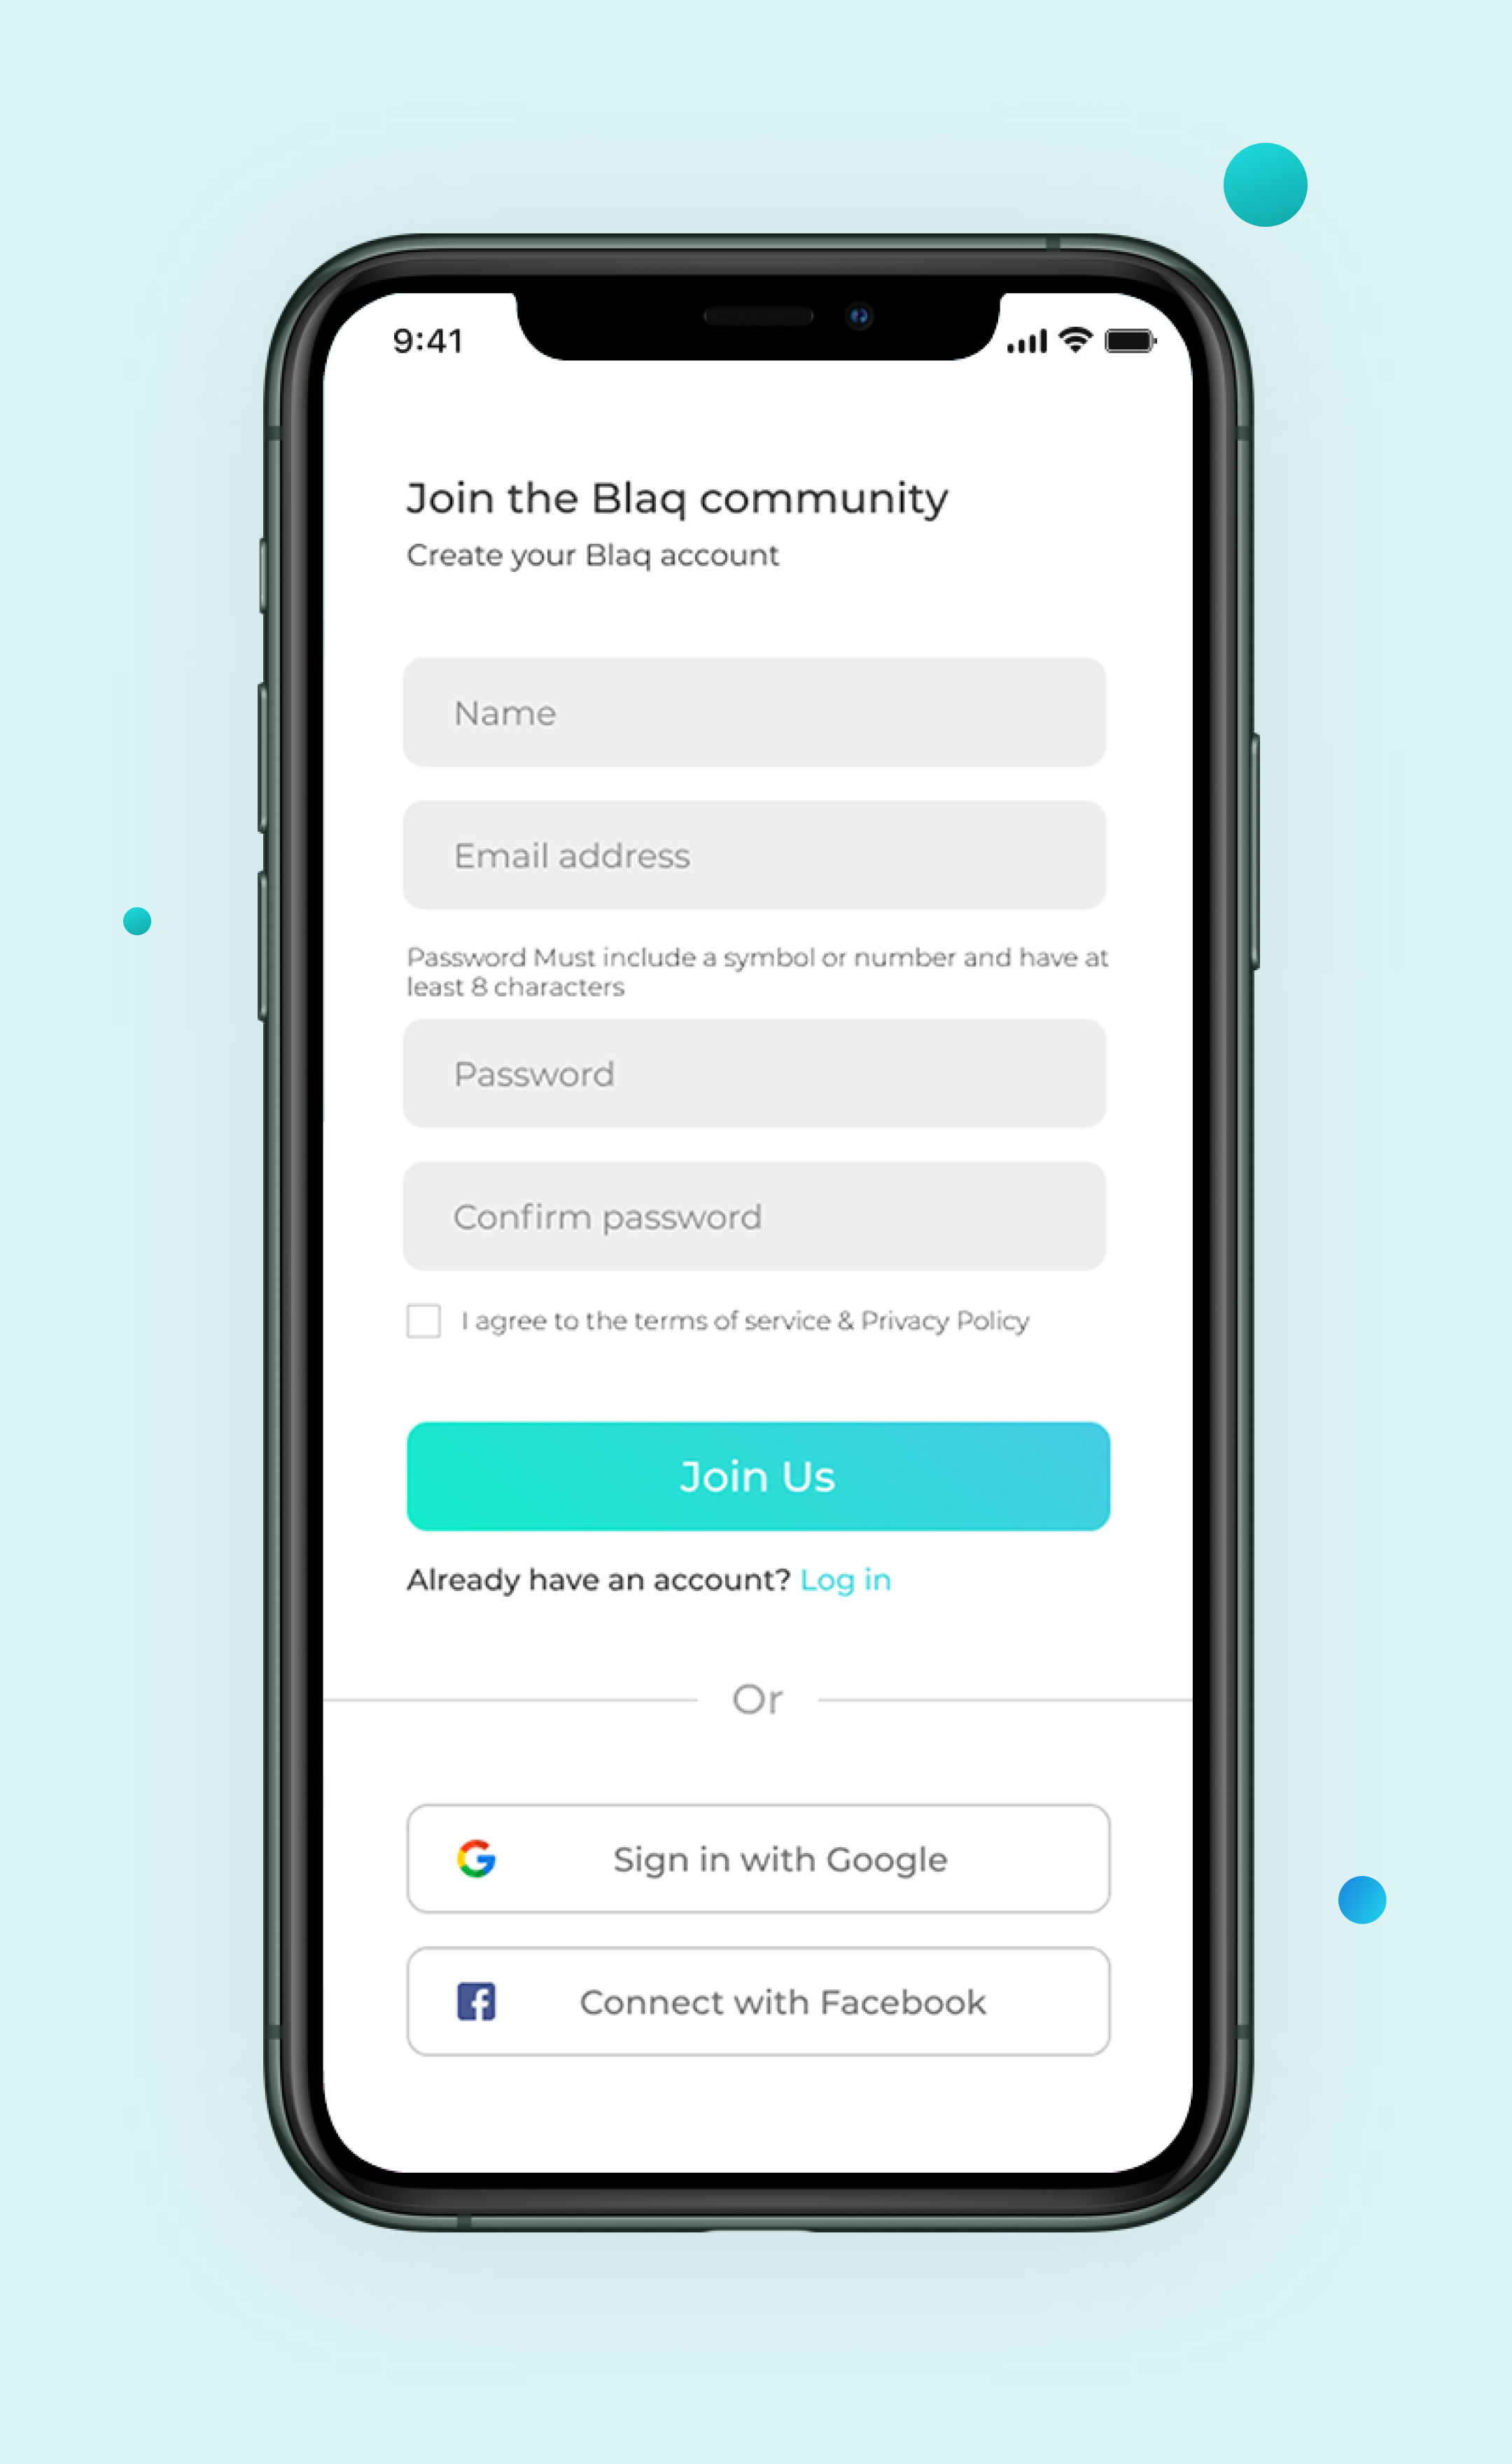 9:41
Join the Blaq community
Create your Blaq account
Name
Email address
Password Must include a symbol or number and have at
least 8 characters
Password
Confirm password
I agree to the terms of service & Privacy Policy
Join Us
Already have an account? Log in
Or
Sign in with Google
Connect with Facebook